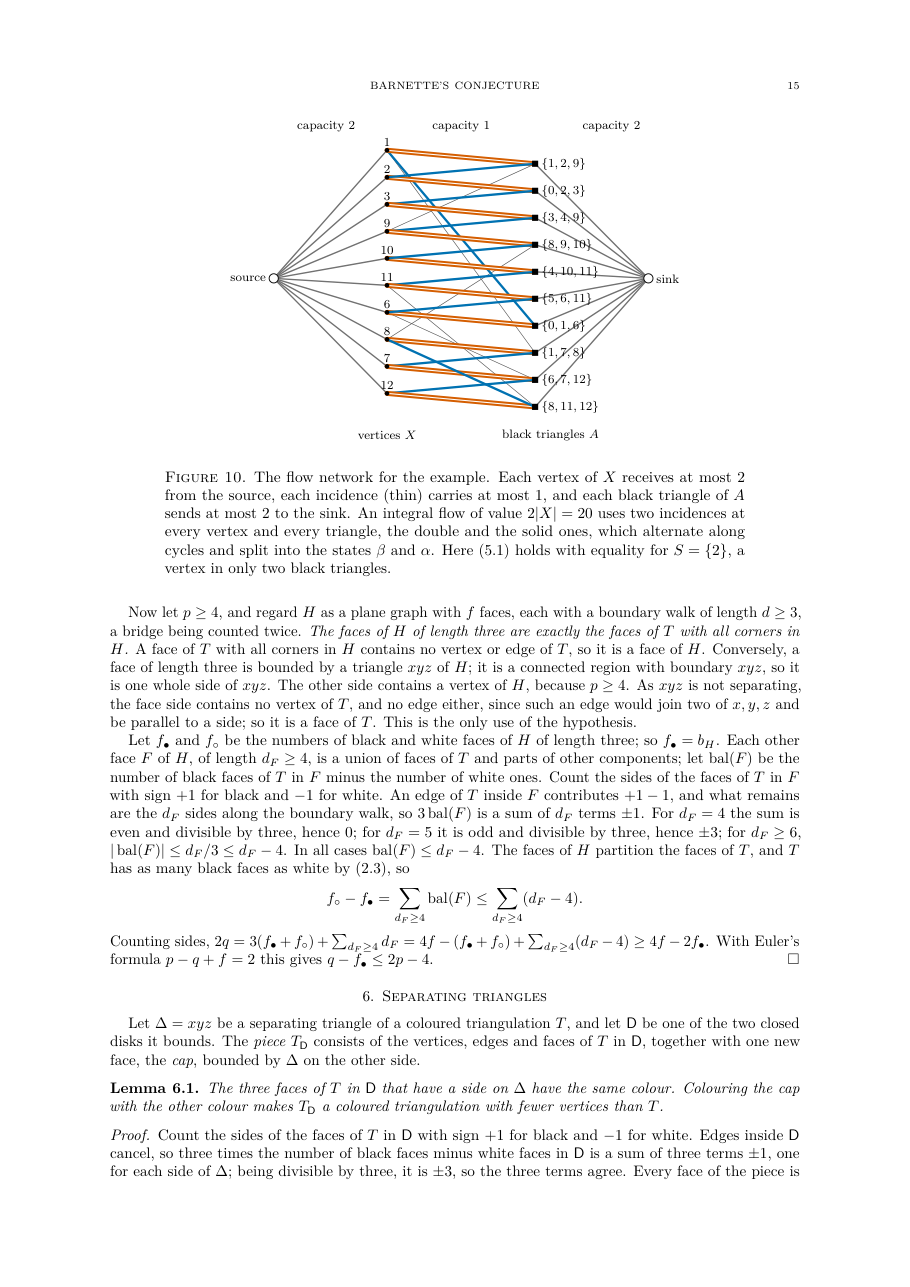 BARNETTE'S CONJECTURE 15
capacity 2 capacity 1 capacity 2
1
2
3
9
10
11
6
8
7
12
source
{1, 2, 9}
{0, 2, 3}
{3, 4, 9}
{8, 9, 10}
{4, 10, 11}
{5, 6, 11}
{0, 1, 6}
{1, 7, 8}
{6, 7, 12}
{8, 11, 12}
sink
vertices X black triangles A
FIGURE 10. The flow network for the example. Each vertex of X receives at most 2
from the source, each incidence (thin) carries at most 1, and each black triangle of A
sends at most 2 to the sink. An integral flow of value 2|X| = 20 uses two incidences at
every vertex and every triangle, the double and the solid ones, which alternate along
cycles and split into the states β and α. Here (5.1) holds with equality for S = {2}, a
vertex in only two black triangles.
Now let p ≥ 4, and regard H as a plane graph with f faces, each with a boundary walk of length d ≥ 3,
a bridge being counted twice. The faces of H of length three are exactly the faces of T with all corners in
H. A face of T with all corners in H contains no vertex or edge of T, so it is a face of H. Conversely, a
face of length three is bounded by a triangle xyz of H; it is a connected region with boundary xyz, so it
is one whole side of xyz. The other side contains a vertex of H, because p ≥ 4. As xyz is not separating,
the face side contains no vertex of T, and no edge either, since such an edge would join two of x, y, z and
be parallel to a side; so it is a face of T. This is the only use of the hypothesis.
Let f● and f○ be the numbers of black and white faces of H of length three; so f● = b_H. Each other
face F of H, of length d_F ≥ 4, is a union of faces of T and parts of other components; let bal(F) be the
number of black faces of T in F minus the number of white ones. Count the sides of the faces of T in F
with sign +1 for black and −1 for white. An edge of T inside F contributes +1 − 1, and what remains
are the d_F sides along the boundary walk, so 3 bal(F) is a sum of d_F terms ±1. For d_F = 4 the sum is
even and divisible by three, hence 0; for d_F = 5 it is odd and divisible by three, hence ±3; for d_F ≥ 6,
| bal(F)| ≤ d_F/3 ≤ d_F − 4. In all cases bal(F) ≤ d_F − 4. The faces of H partition the faces of T, and T
has as many black faces as white by (2.3), so
f○ − f● = ∑_{d_F≥4} bal(F) ≤ ∑_{d_F≥4} (d_F − 4).
Counting sides, 2q = 3(f● + f○) + ∑_{d_F≥4} d_F = 4f − (f● + f○) + ∑_{d_F≥4}(d_F − 4) ≥ 4f − 2f●. With Euler's
formula p − q + f = 2 this gives q − f● ≤ 2p − 4. □
6. SEPARATING TRIANGLES
Let Δ = xyz be a separating triangle of a coloured triangulation T, and let D be one of the two closed
disks it bounds. The piece T_D consists of the vertices, edges and faces of T in D, together with one new
face, the cap, bounded by Δ on the other side.
Lemma 6.1. The three faces of T in D that have a side on Δ have the same colour. Colouring the cap
with the other colour makes T_D a coloured triangulation with fewer vertices than T.
Proof. Count the sides of the faces of T in D with sign +1 for black and −1 for white. Edges inside D
cancel, so three times the number of black faces minus white faces in D is a sum of three terms ±1, one
for each side of Δ; being divisible by three, it is ±3, so the three terms agree. Every face of the piece is